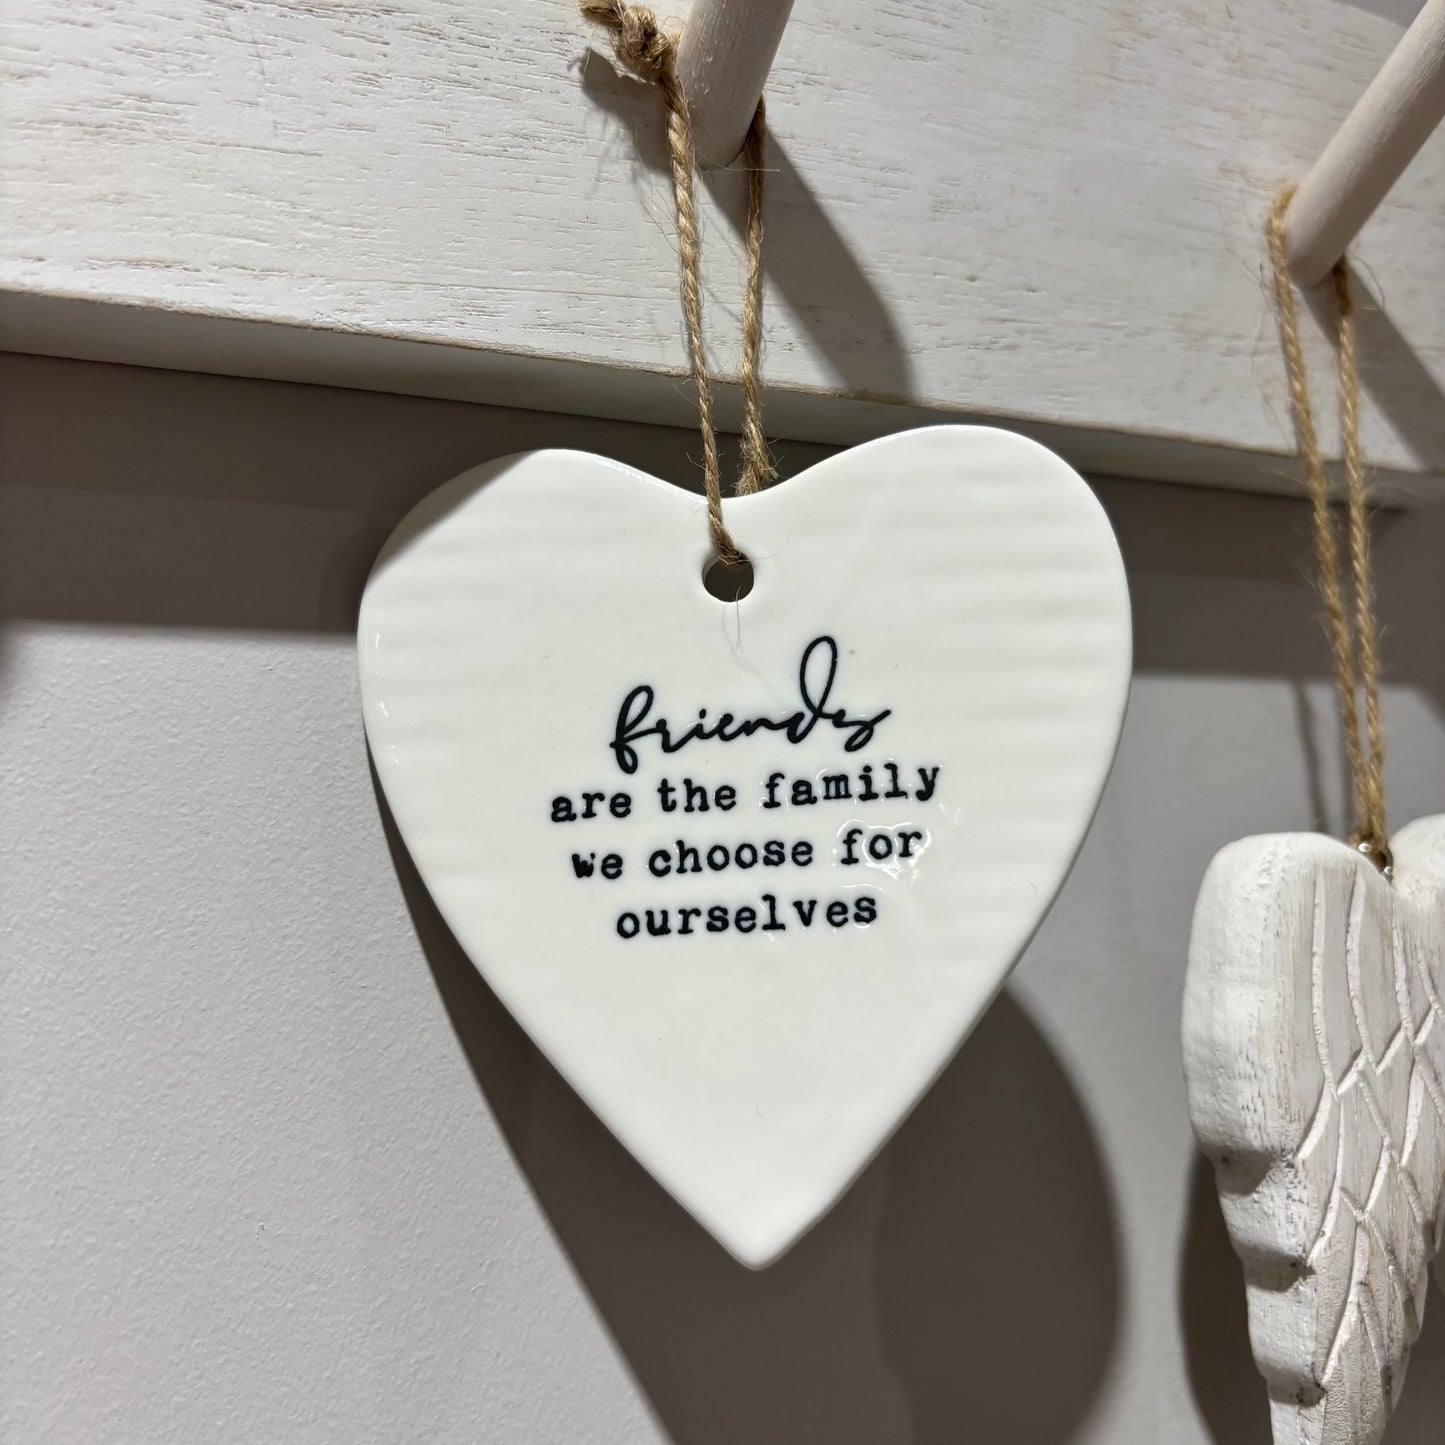 friends
are the family
we choose for
ourselves